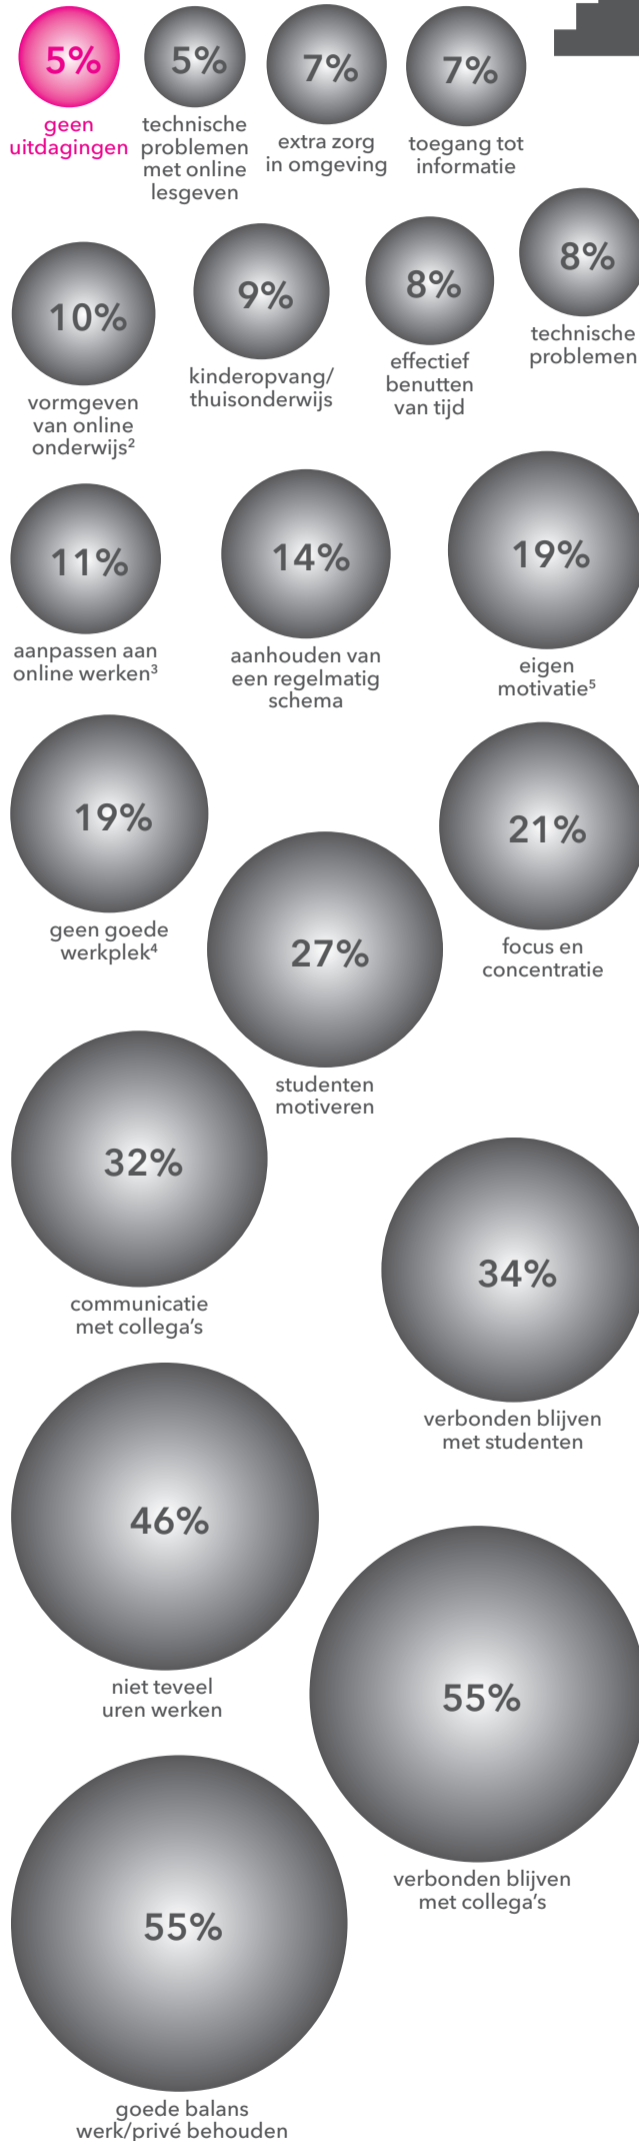 5%
geen
uitdagingen
5%
technische
problemen
met online
lesgeven
7%
extra zorg
in omgeving
7%
toegang tot
informatie
10%
vormgeven
van online
onderwijs²
9%
kinderopvang/
thuisonderwijs
8%
effectief
benutten
van tijd
8%
technische
problemen
11%
aanpassen aan
online werken³
14%
aanhouden van
een regelmatig
schema
19%
eigen
motivatie⁵
19%
geen goede
werkplek⁴
27%
studenten
motiveren
21%
focus en
concentratie
32%
communicatie
met collega’s
34%
verbonden blijven
met studenten
46%
niet teveel
uren werken
55%
verbonden blijven
met collega’s
55%
goede balans
werk/privé behouden